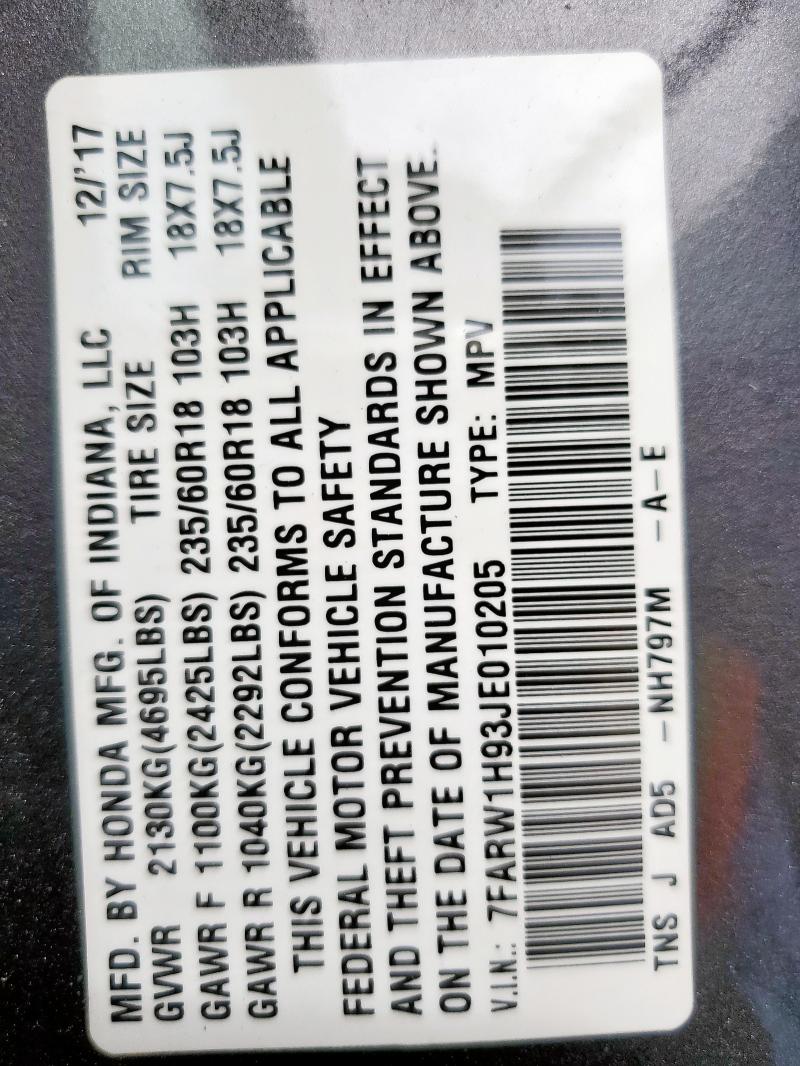 MFD. BY HONDA MFG. OF INDIANA, LLC 12/'17
GVWR 2130KG(4695LBS) TIRE SIZE RIM SIZE
GAWR F 1100KG(2425LBS) 235/60R18 103H 18X7.5J
GAWR R 1040KG(2292LBS) 235/60R18 103H 18X7.5J
THIS VEHICLE CONFORMS TO ALL APPLICABLE
FEDERAL MOTOR VEHICLE SAFETY
AND THEFT PREVENTION STANDARDS IN EFFECT
ON THE DATE OF MANUFACTURE SHOWN ABOVE.
V.I.N.: 7FARW1H93JE010205 TYPE: MPV
TNS J AD5 –NH797M –A–E